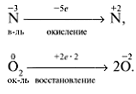 -3 -5e +2
N → N,
в-ль окисление
0 +2e·2 -2
O₂ → 2O.
ок-ль восстановление